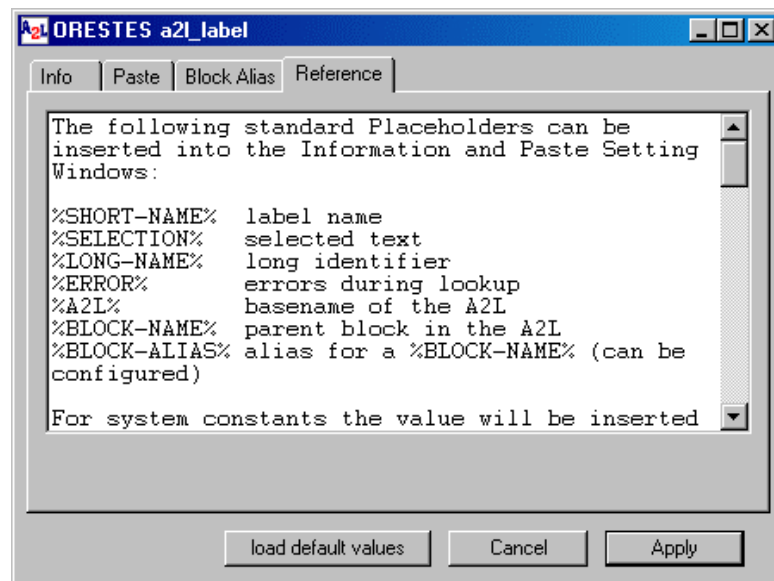 A2L ORESTES a2l_label
Info Paste Block Alias Reference
The following standard Placeholders can be
inserted into the Information and Paste Setting
Windows:
%SHORT-NAME% label name
%SELECTION% selected text
%LONG-NAME% long identifier
%ERROR% errors during lookup
%A2L% basename of the A2L
%BLOCK-NAME% parent block in the A2L
%BLOCK-ALIAS% alias for a %BLOCK-NAME% (can be
configured)
For system constants the value will be inserted
load default values Cancel Apply